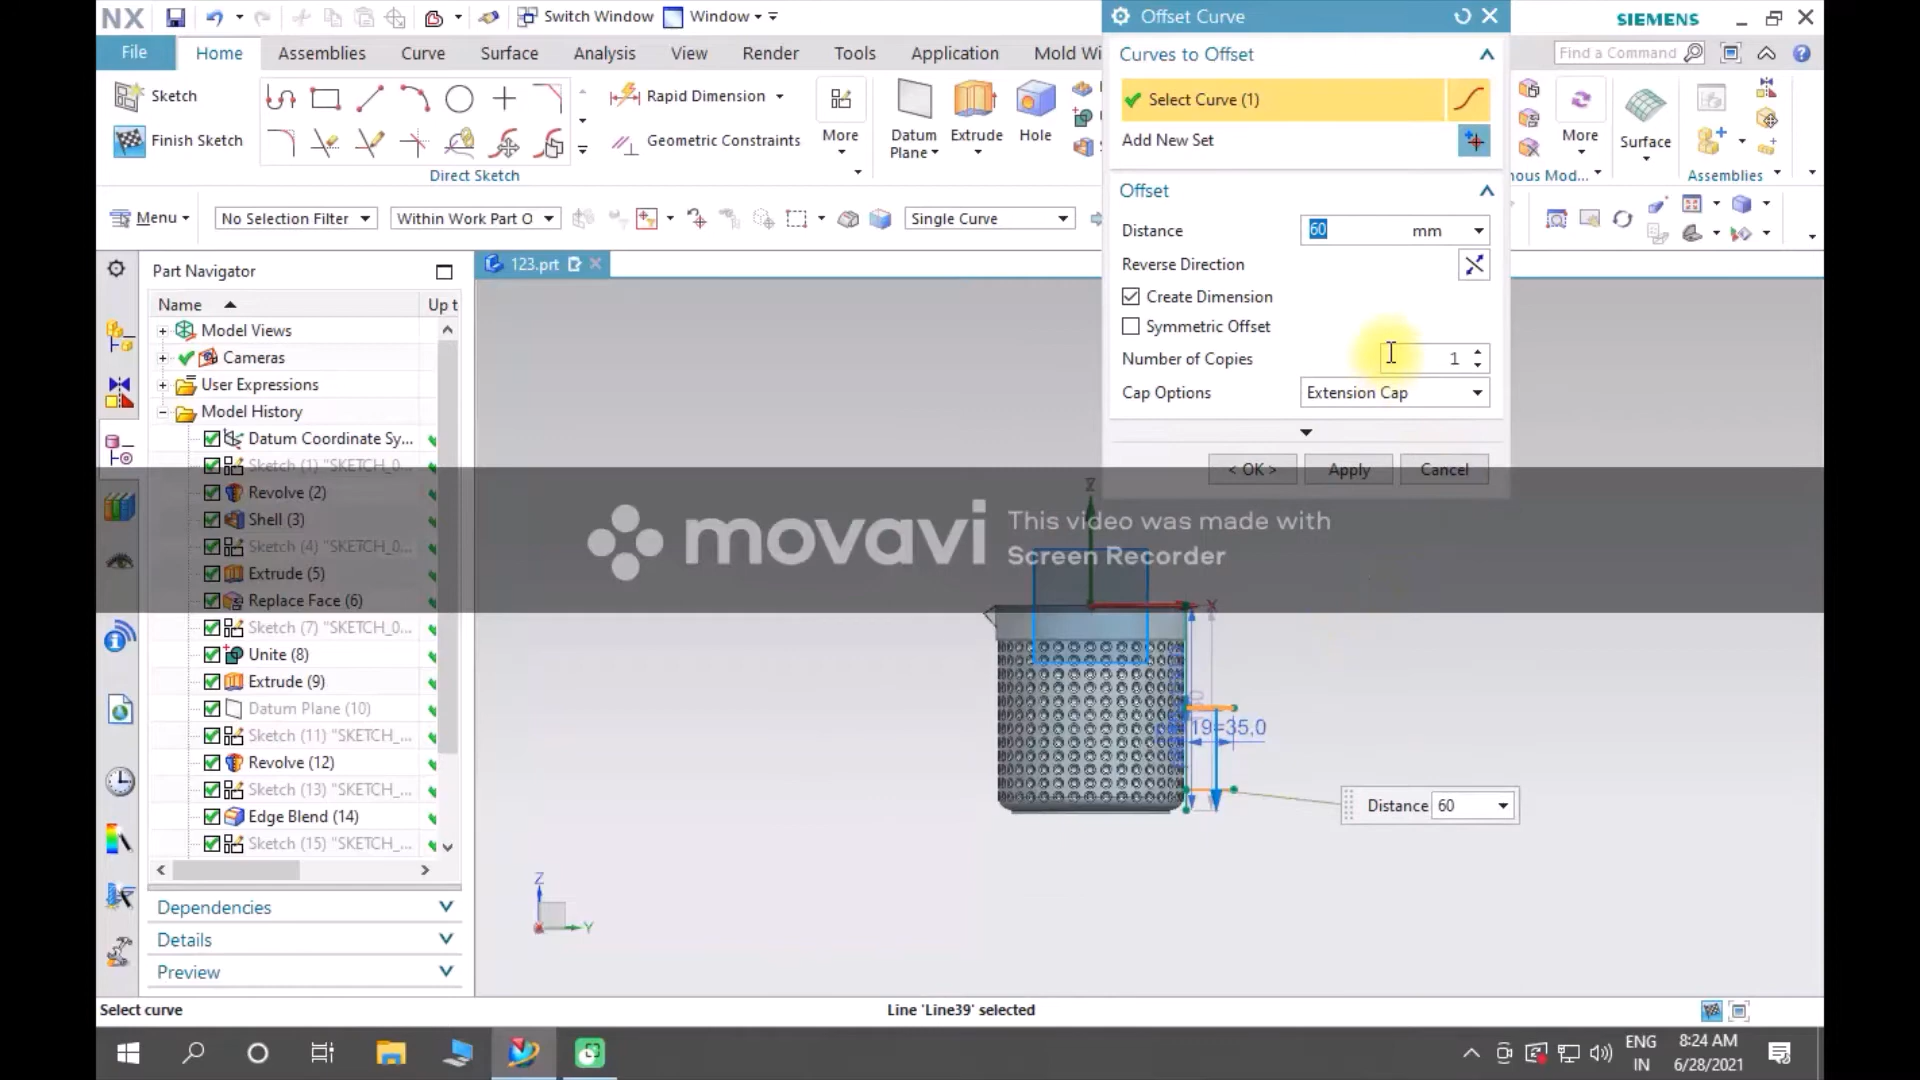 NX
Switch Window
Window
Offset Curve
SIEMENS
File
Home
Assemblies
Curve
Surface
Analysis
View
Render
Tools
Application
Mold Wi
Find a Command
Sketch
Finish Sketch
Direct Sketch
Rapid Dimension
Geometric Constraints
More
Datum
Plane
Extrude
Hole
More
Surface
nous Mod...
Assemblies
Menu
No Selection Filter
Within Work Part O
Single Curve
Curves to Offset
Select Curve (1)
Add New Set
Offset
Distance
60
mm
Reverse Direction
Create Dimension
Symmetric Offset
Number of Copies
1
Cap Options
Extension Cap
< OK >
Apply
Cancel
Part Navigator
123.prt
Name
Up t
Model Views
Cameras
User Expressions
Model History
Datum Coordinate Sy...
Sketch (1) "SKETCH_0...
Revolve (2)
Shell (3)
Sketch (4) "SKETCH_0...
Extrude (5)
Replace Face (6)
Sketch (7) "SKETCH_0...
Unite (8)
Extrude (9)
Datum Plane (10)
Sketch (11) "SKETCH_...
Revolve (12)
Sketch (13) "SKETCH_...
Edge Blend (14)
Sketch (15) "SKETCH_...
Dependencies
Details
Preview
movavi
This video was made with
Screen Recorder
Z
X
19=35,0
Distance 60
Z
X
Y
Select curve
Line 'Line39' selected
ENG
IN
8:24 AM
6/28/2021